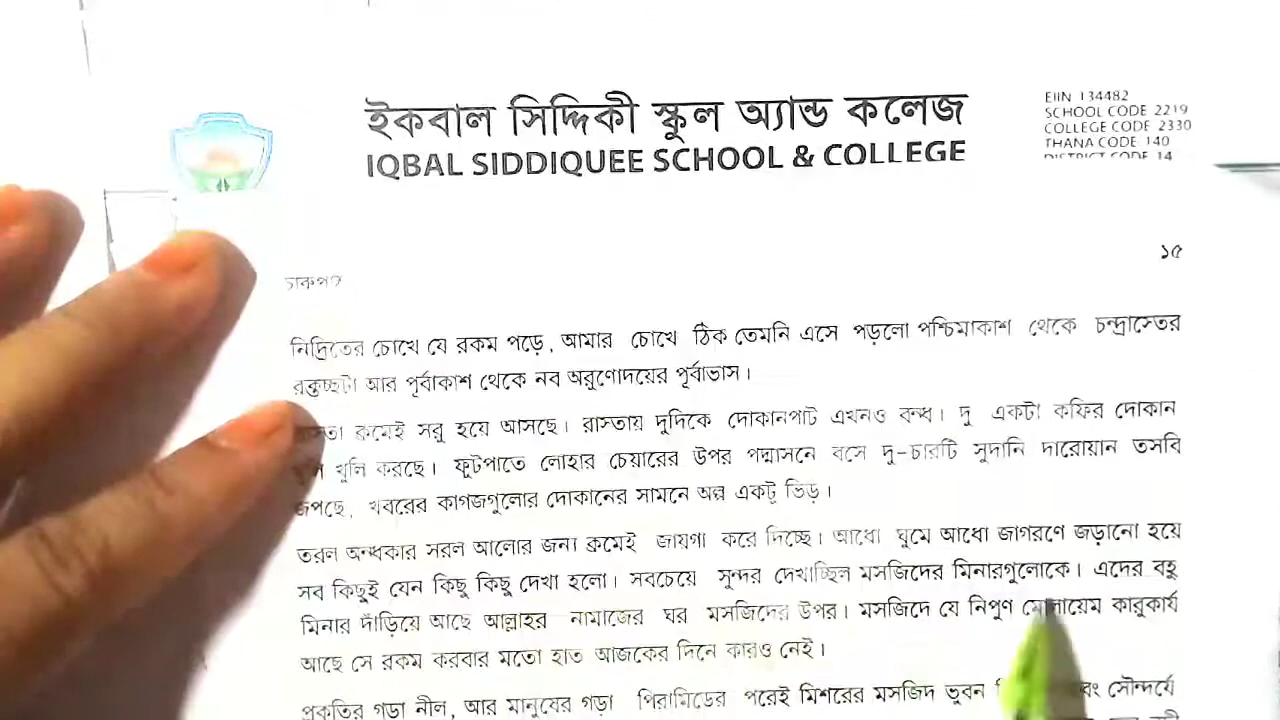 ইকবাল সিদ্দিকী স্কুল অ্যান্ড কলেজ
IQBAL SIDDIQUEE SCHOOL & COLLEGE
EIIN 134482
SCHOOL CODE 2219
COLLEGE CODE 2330
THANA CODE 140
DISTRICT CODE 14
১৫
চারুপাঠ
নিদ্রিতের চোখে যে রকম পড়ে, আমার চোখে ঠিক তেমনি এসে পড়লো পশ্চিমাকাশ থেকে চন্দ্রাস্তের
রক্তচ্ছটা আর পূর্বাকাশ থেকে নব অরুণোদয়ের পূর্বাভাস।
ক্রমেই সরু হয়ে আসছে। রাস্তায় দুদিকে দোকানপাট এখনও বন্ধ। দু একটা কফির দোকান
খুলি করছে। ফুটপাতে লোহার চেয়ারের উপর পদ্মাসনে বসে দু-চারটি সুদানি দারোয়ান তসবি
জপছে, খবরের কাগজগুলোর দোকানের সামনে অল্প একটু ভিড়।
তরল অন্ধকার সরল আলোর জন্য ক্রমেই জায়গা করে দিচ্ছে। আধো ঘুমে আধো জাগরণে জড়ানো হয়ে
সব কিছুই যেন কিছু কিছু দেখা হলো। সবচেয়ে সুন্দর দেখাচ্ছিল মসজিদের মিনারগুলোকে। এদের বহু
মিনার দাঁড়িয়ে আছে আল্লাহর নামাজের ঘর মসজিদের উপর। মসজিদে যে নিপুণ মোলায়েম কারুকার্য
আছে সে রকম করবার মতো হাত আজকের দিনে কারও নেই।
প্রকৃতির গড়া নীল, আর মানুষের গড়া পিরামিডের পরেই মিশরের মসজিদ ভুবন সৌন্দর্যে